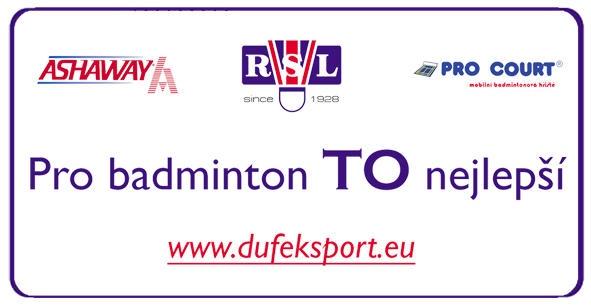 ASHAWAY
RSL
since 1928
PRO COURT®
mobilní badmintonová hřiště
Pro badminton TO nejlepší
www.dufeksport.eu